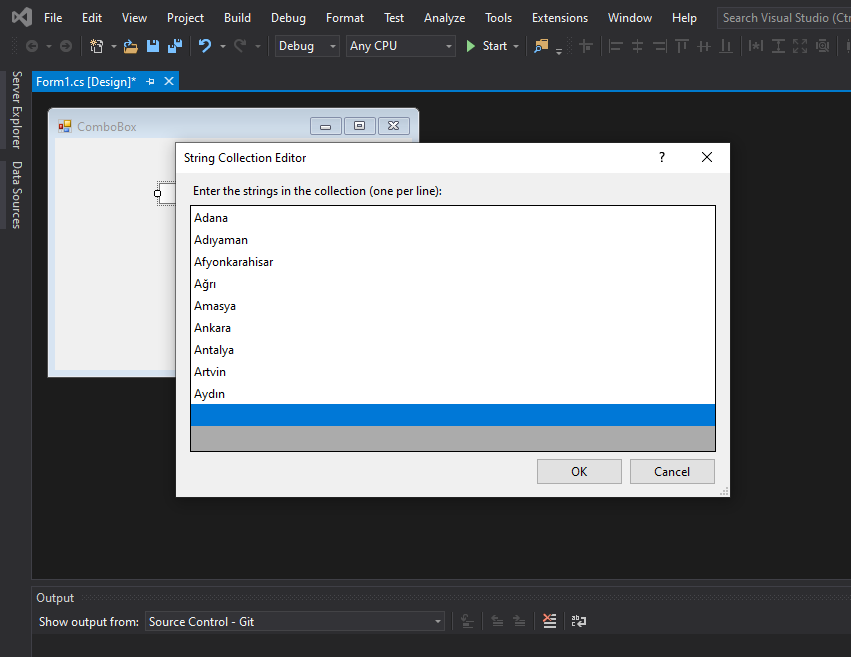 File Edit View Project Build Debug Format Test Analyze Tools Extensions Window Help Search Visual Studio (Ctr
Debug Any CPU Start
Server Explorer
Data Sources
Form1.cs [Design]*
ComboBox
String Collection Editor
?
Enter the strings in the collection (one per line):
Adana
Adıyaman
Afyonkarahisar
Ağrı
Amasya
Ankara
Antalya
Artvin
Aydın
OK Cancel
Output
Show output from: Source Control - Git